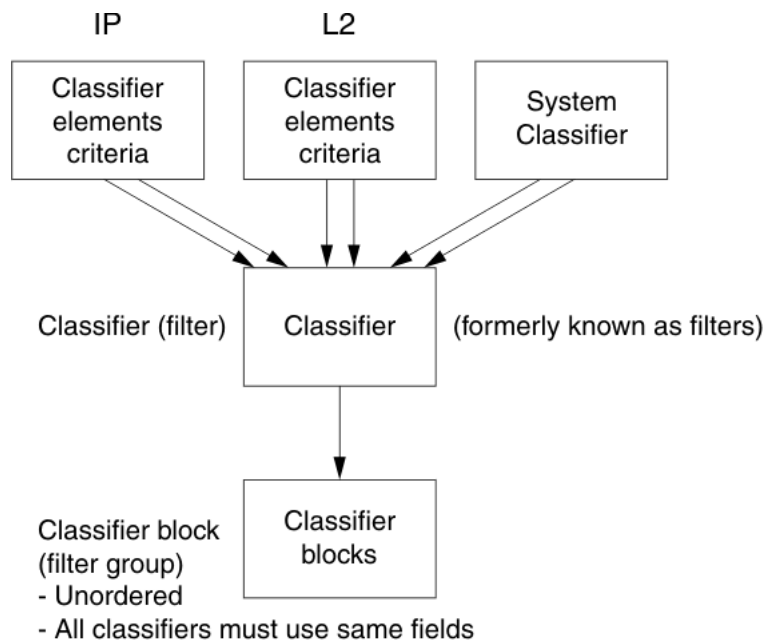 IP
L2
Classifier
elements
criteria
Classifier
elements
criteria
System
Classifier
Classifier (filter)
Classifier
(formerly known as filters)
Classifier block
(filter group)
- Unordered
- All classifiers must use same fields
Classifier
blocks